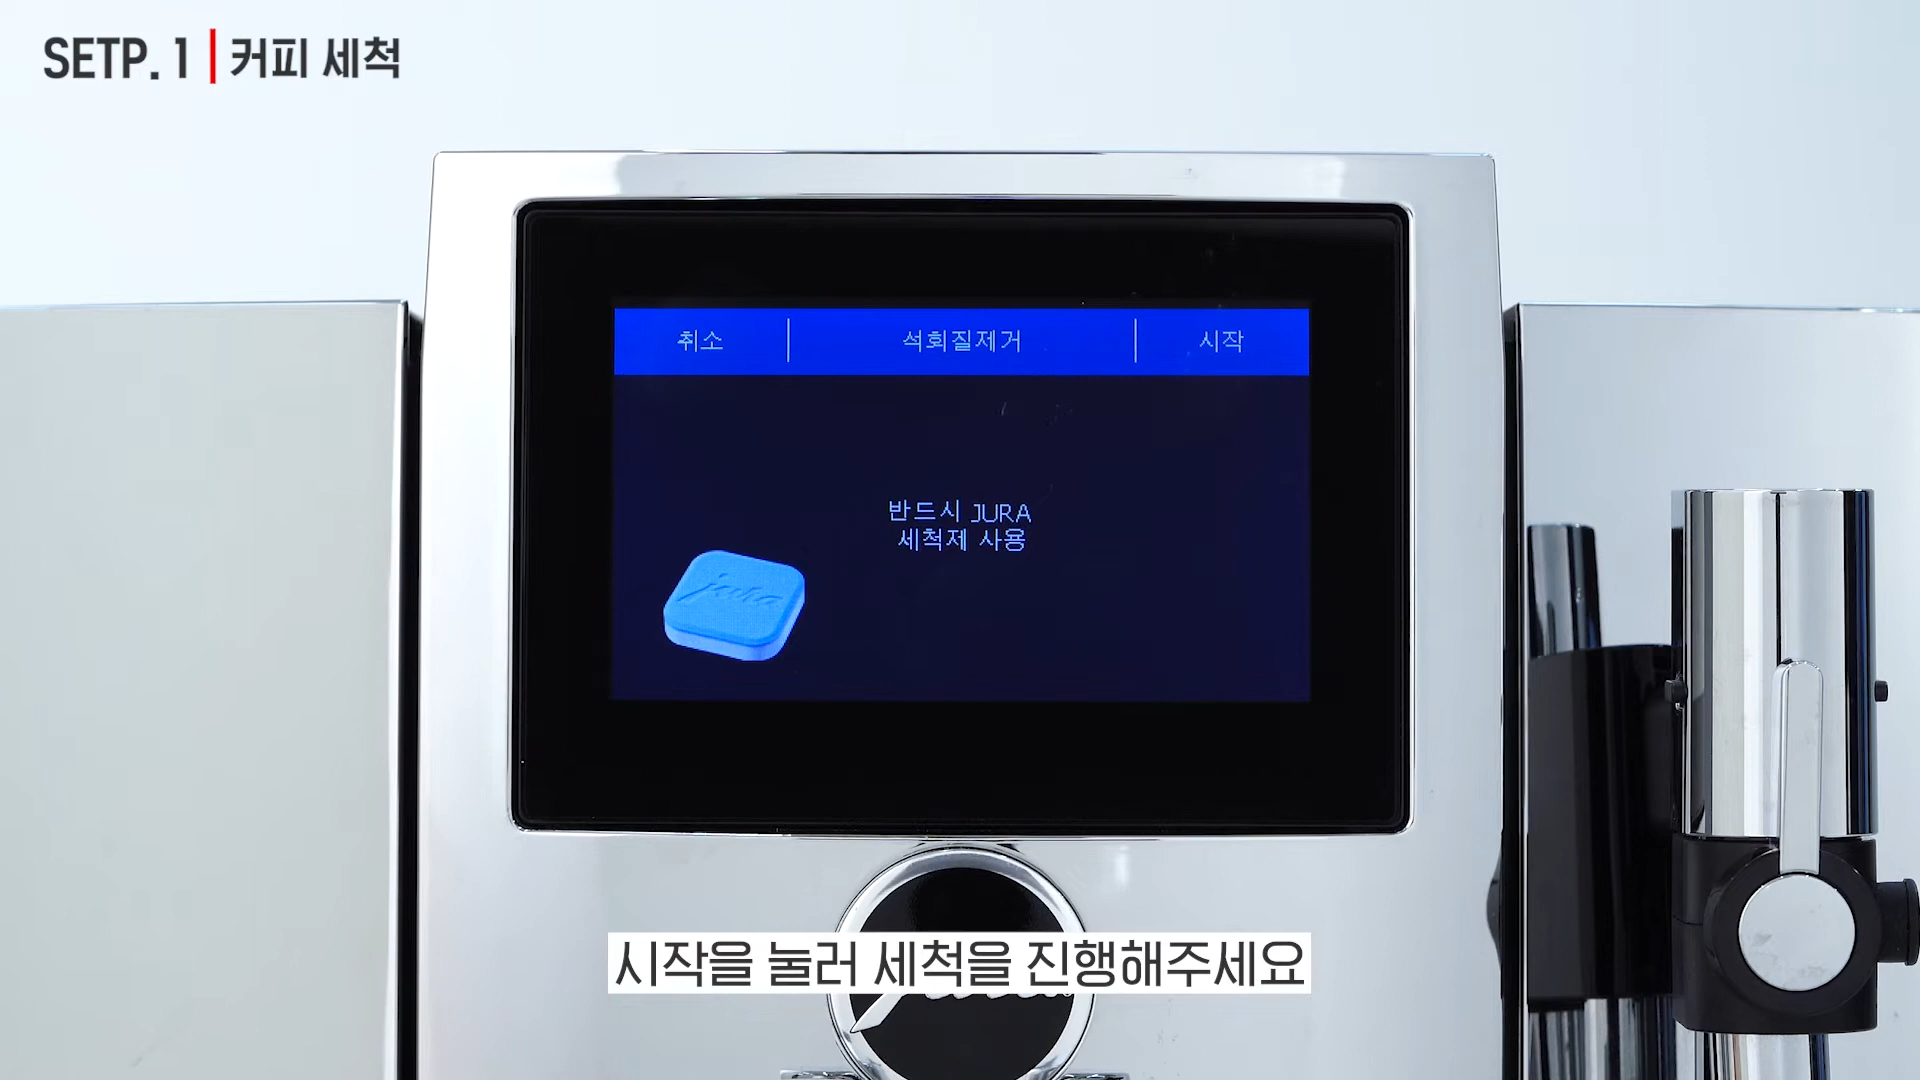 SETP. 1 | 커피 세척
취소 | 석회질제거 | 시작
반드시 JURA
세척제 사용
jura
시작을 눌러 세척을 진행해주세요